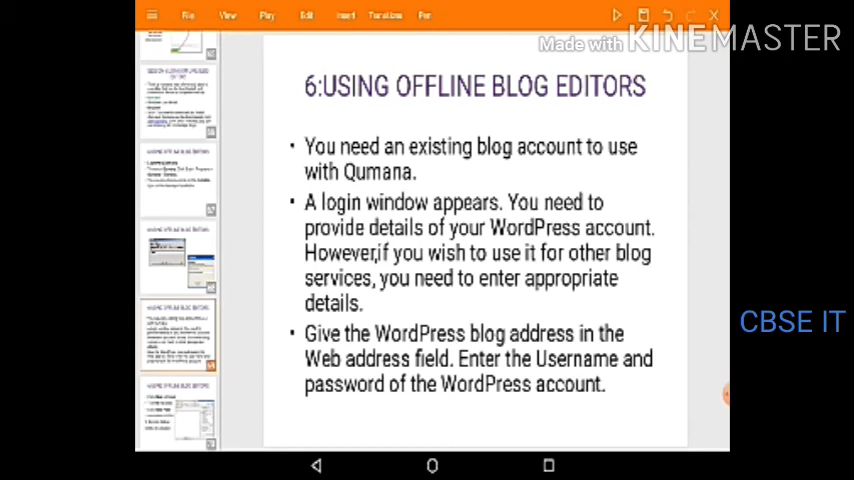 File View Play Edit Insert Transitions Pen
Made with KINEMASTER
6:USING OFFLINE BLOG EDITORS
• You need an existing blog account to use
with Qumana.
• A login window appears. You need to
provide details of your WordPress account.
However,if you wish to use it for other blog
services, you need to enter appropriate
details.
• Give the WordPress blog address in the
Web address field. Enter the Username and
password of the WordPress account.
CBSE IT